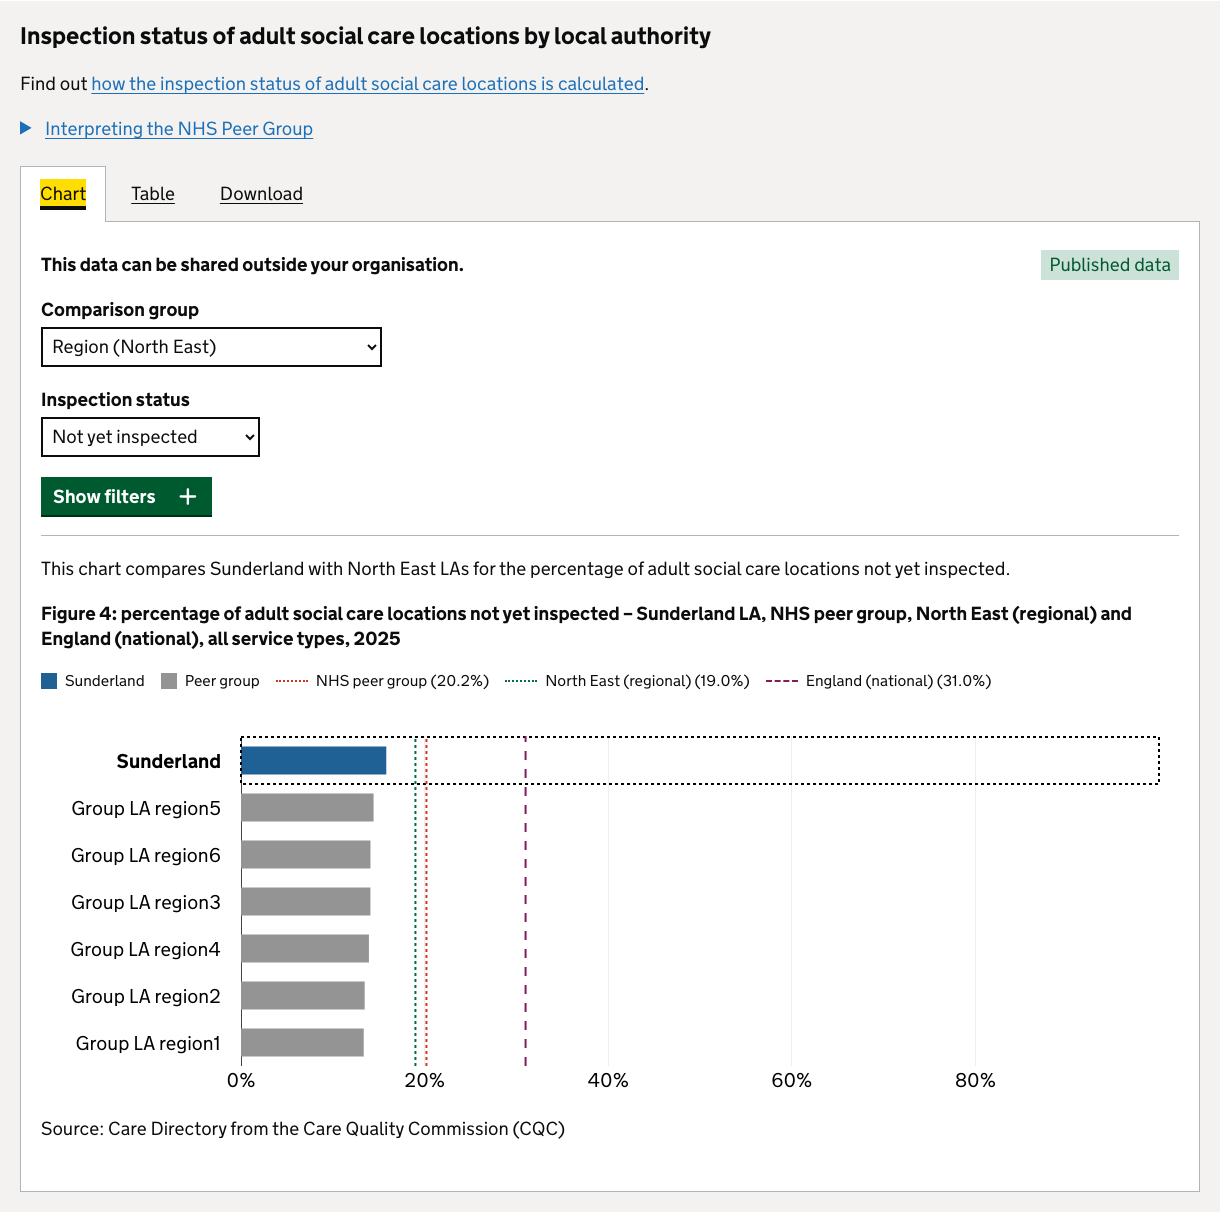 Inspection status of adult social care locations by local authority
Find out how the inspection status of adult social care locations is calculated.
Interpreting the NHS Peer Group
Chart
Table
Download
This data can be shared outside your organisation.
Published data
Comparison group
Region (North East)
Inspection status
Not yet inspected
Show filters
This chart compares Sunderland with North East LAs for the percentage of adult social care locations not yet inspected.
Figure 4: percentage of adult social care locations not yet inspected – Sunderland LA, NHS peer group, North East (regional) and
England (national), all service types, 2025
Sunderland
Peer group
NHS peer group (20.2%)
North East (regional) (19.0%)
England (national) (31.0%)
Sunderland
Group LA region5
Group LA region6
Group LA region3
Group LA region4
Group LA region2
Group LA region1
0%
20%
40%
60%
80%
Source: Care Directory from the Care Quality Commission (CQC)